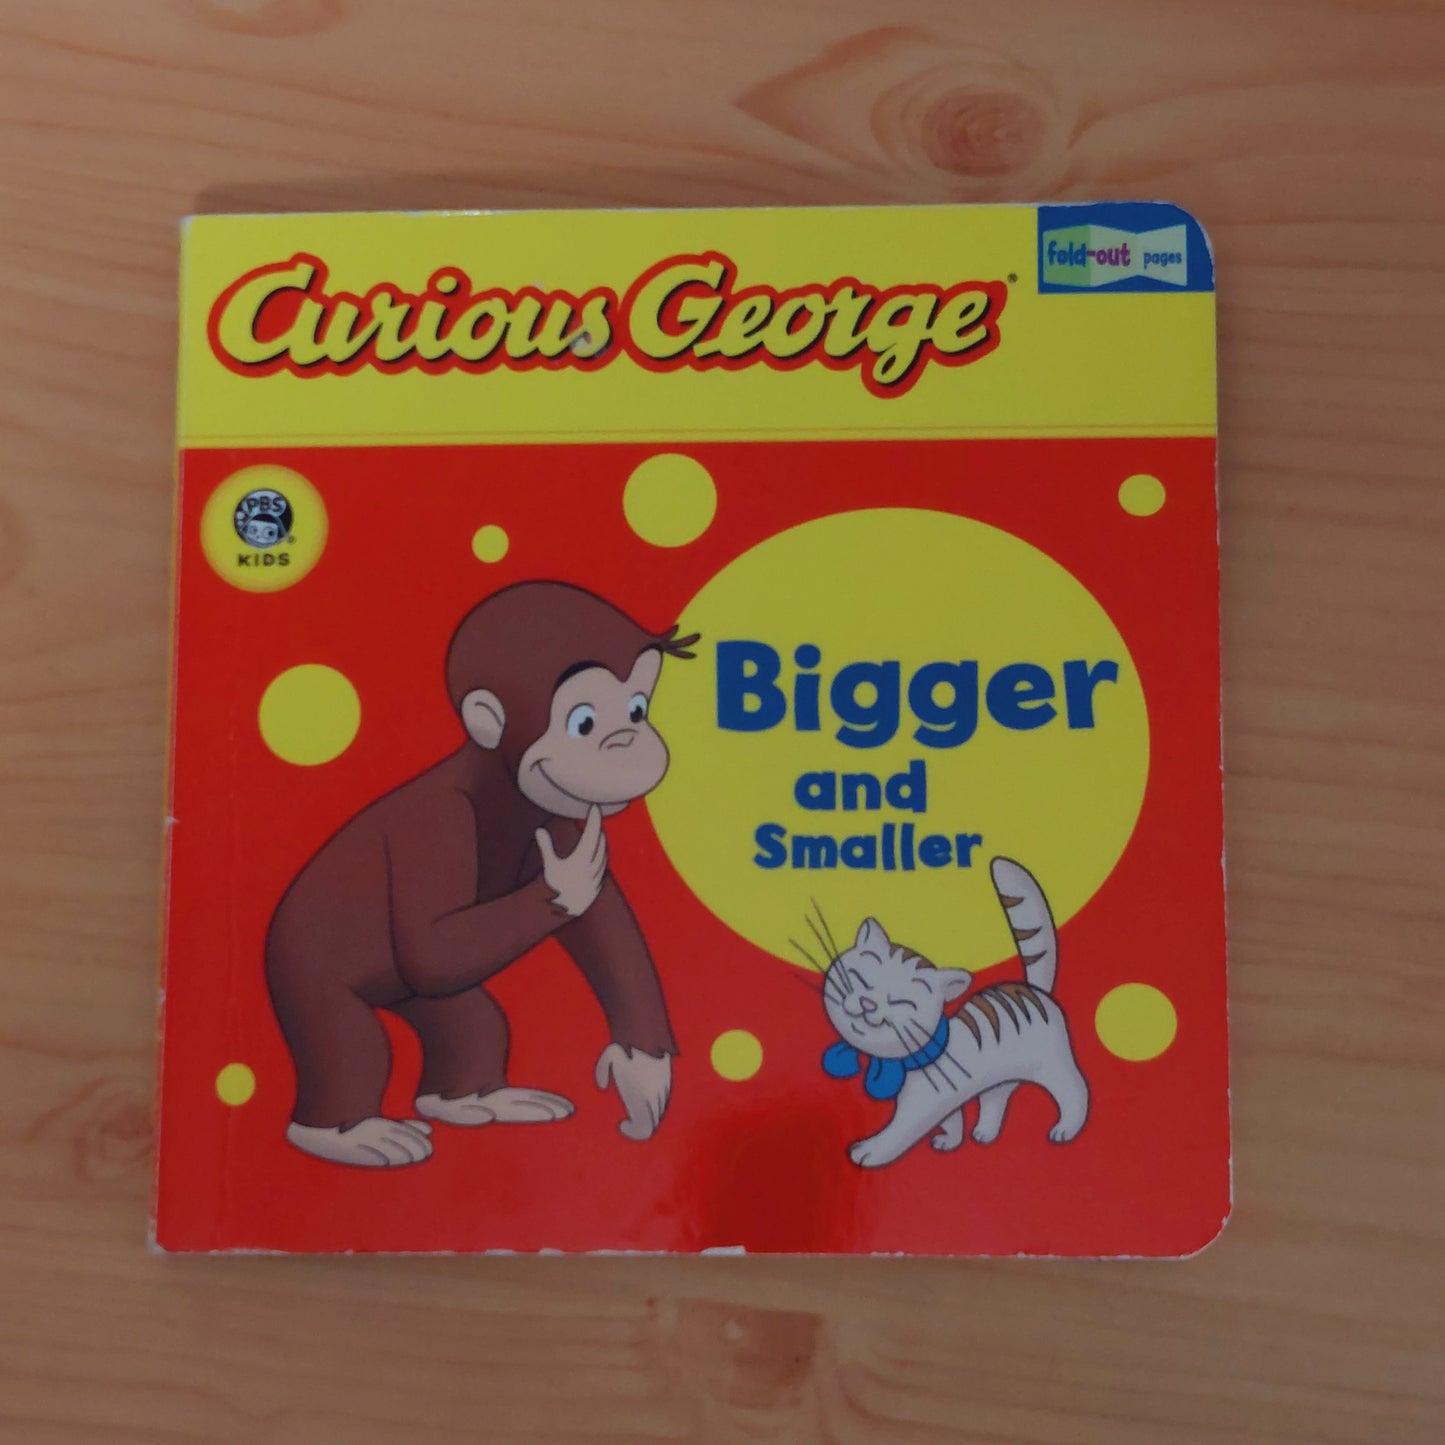 Curious George®
fold-out pages
PBS
KIDS
Bigger
and
Smaller